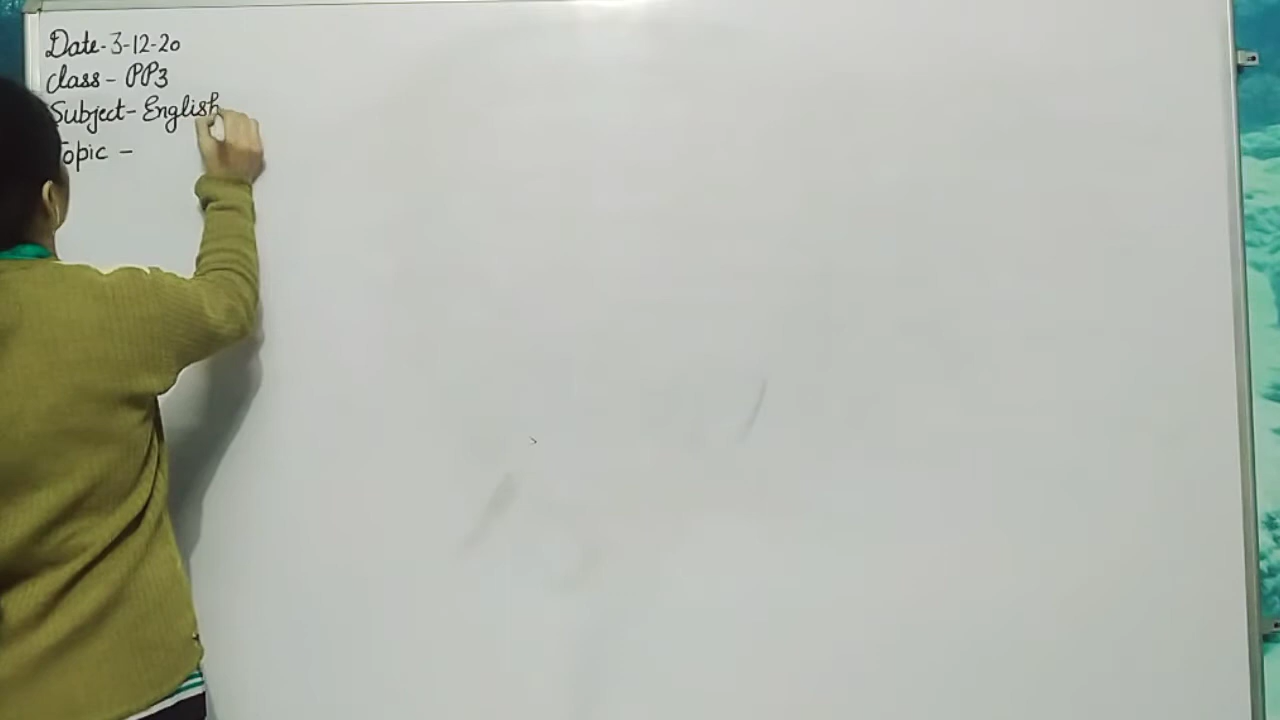 Date-3-12-20
Class - PP3
Subject-English
Topic -